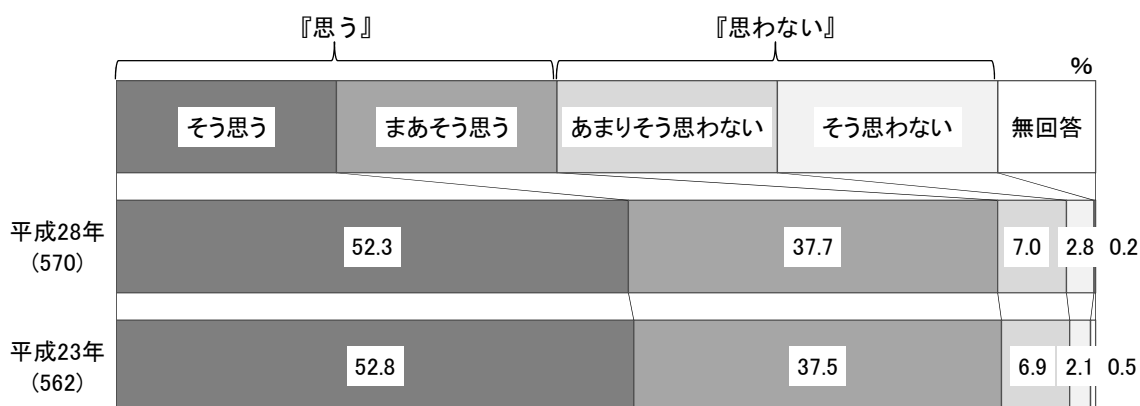 『思う』 『思わない』
%
そう思う まあそう思う あまりそう思わない そう思わない 無回答
平成28年
(570)
52.3 37.7 7.0 2.8 0.2
平成23年
(562)
52.8 37.5 6.9 2.1 0.5